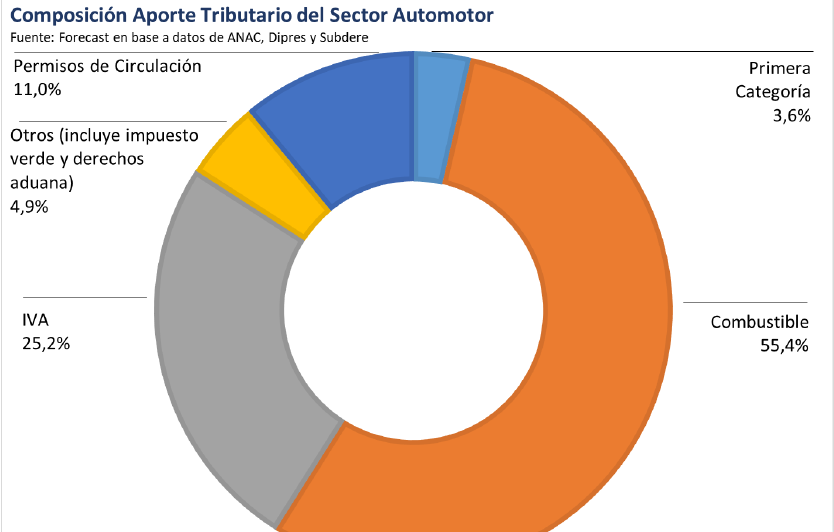 Composición Aporte Tributario del Sector Automotor
Fuente: Forecast en base a datos de ANAC, Dipres y Subdere
Permisos de Circulación
11,0%
Otros (incluye impuesto
verde y derechos
aduana)
4,9%
IVA
25,2%
Primera
Categoría
3,6%
Combustible
55,4%